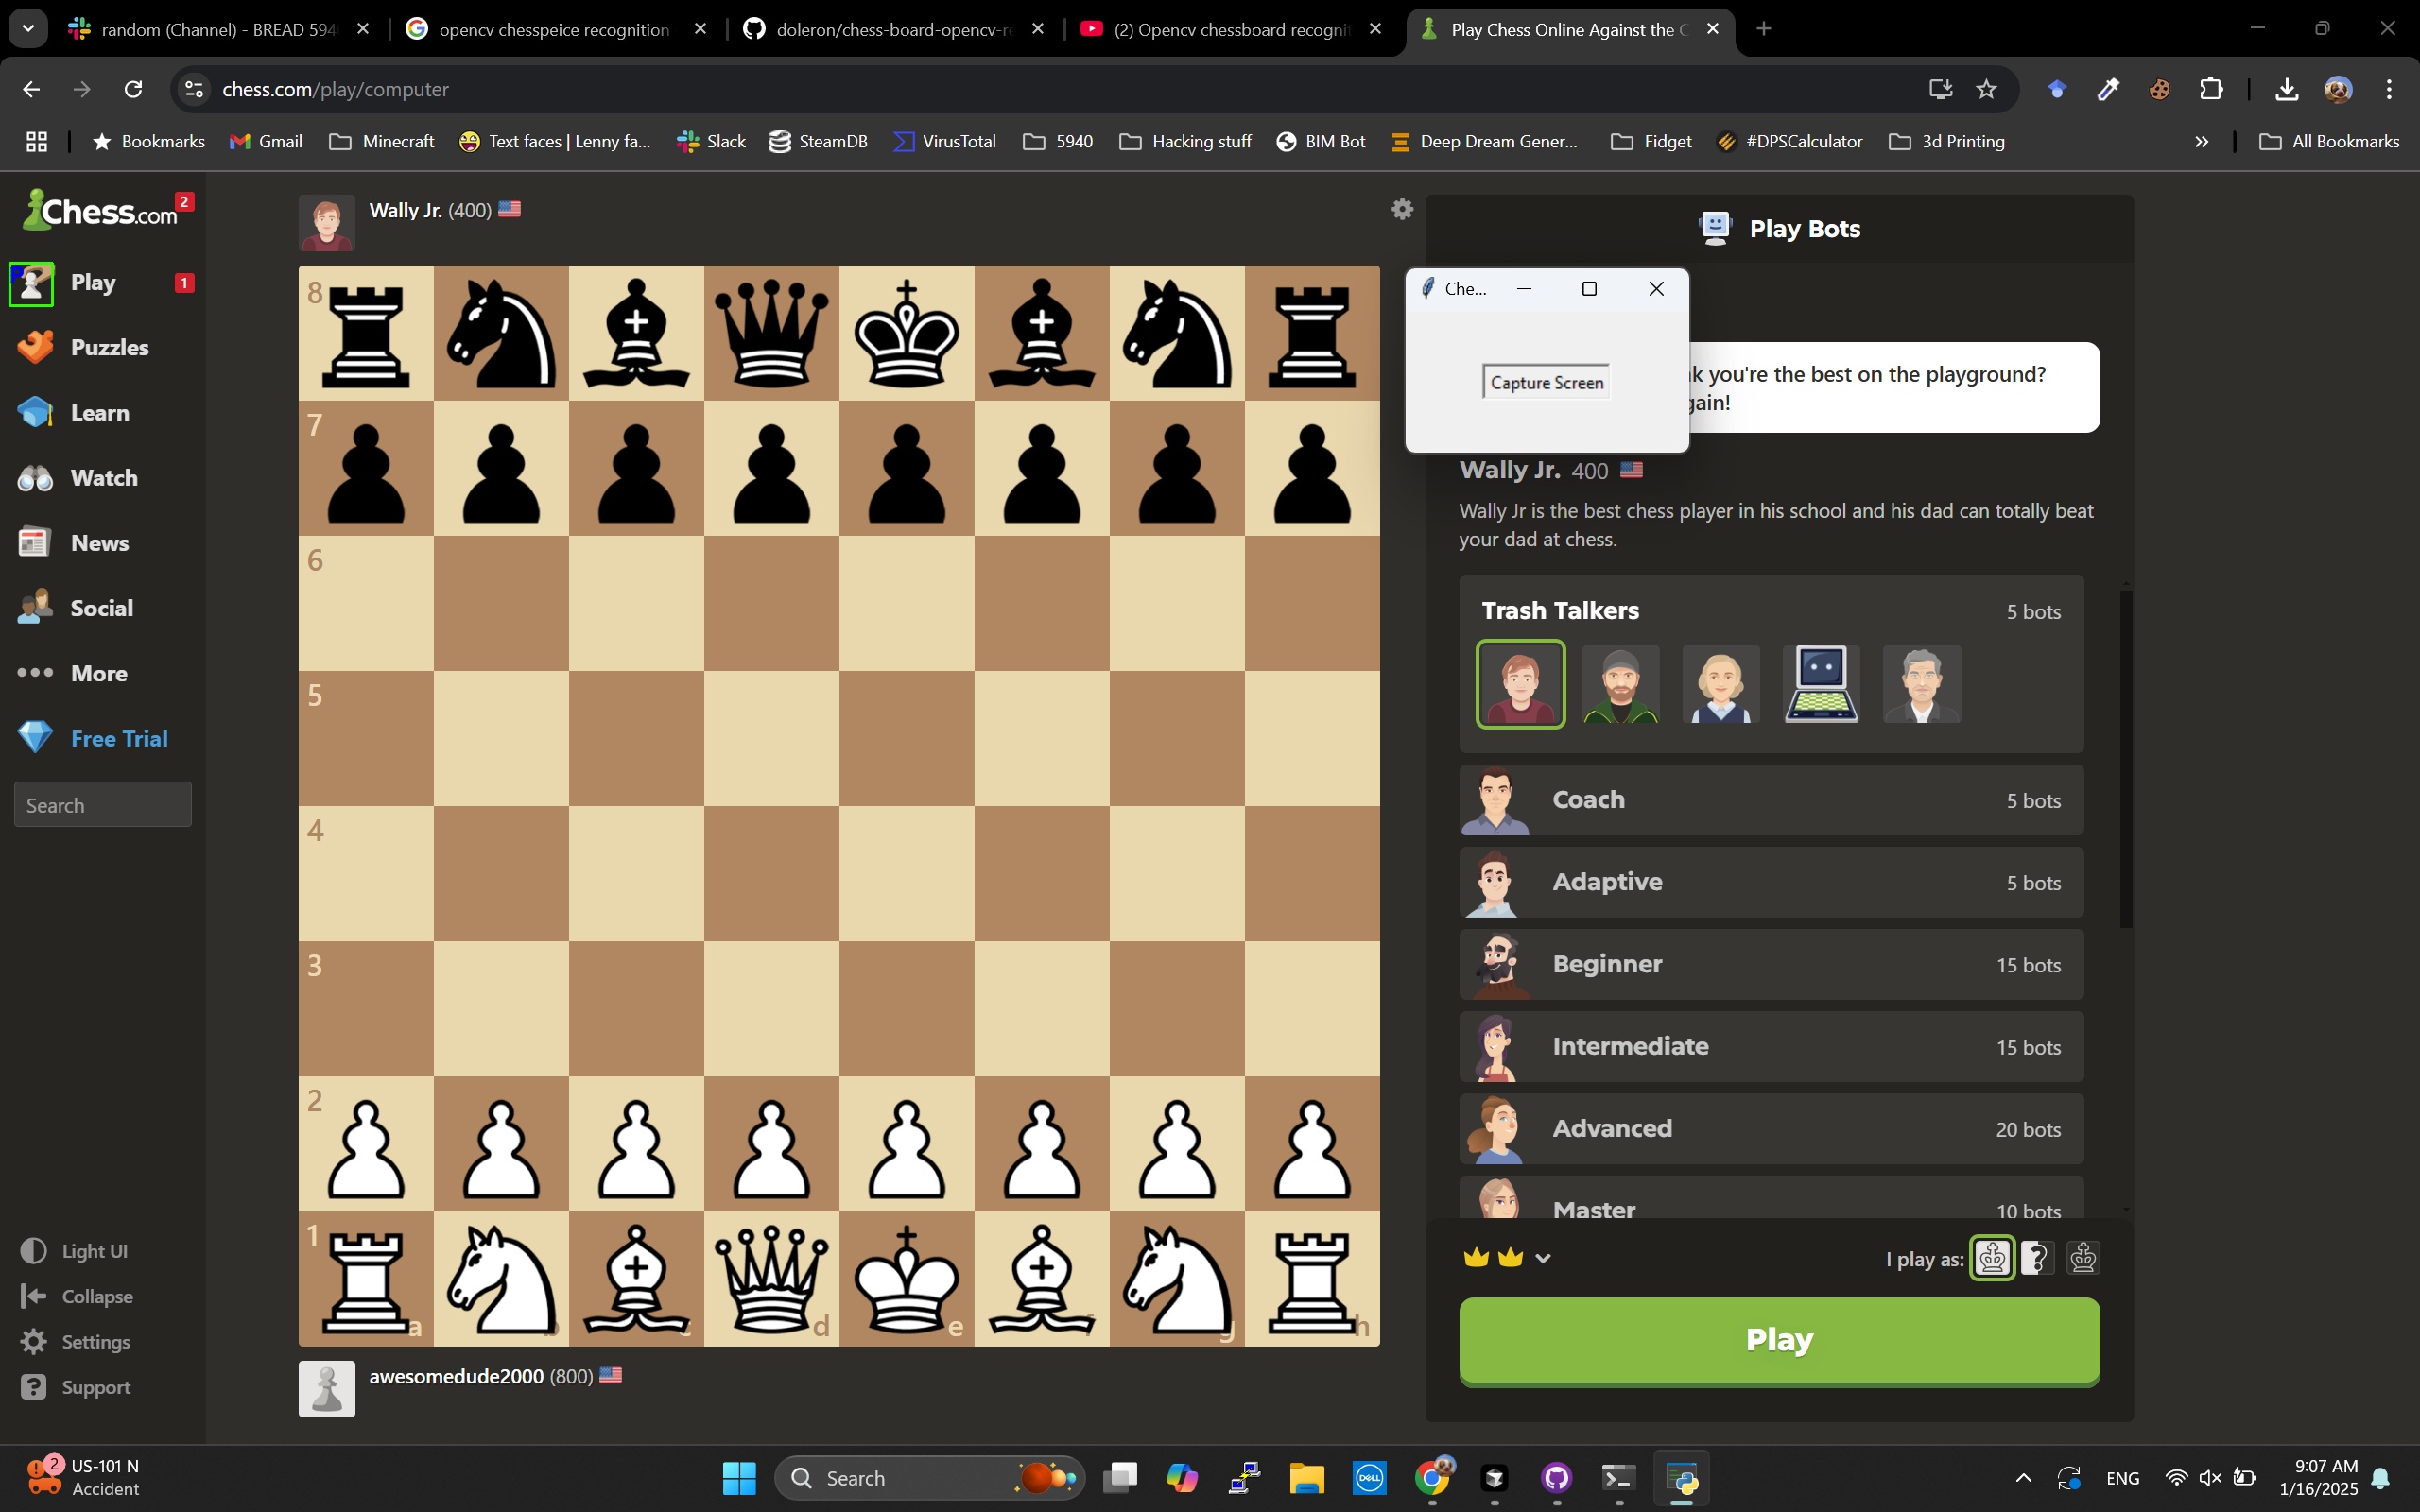 random (Channel) - BREAD 594
opencv chesspeice recognition
doleron/chess-board-opencv-r
(2) Opencv chessboard recognit
Play Chess Online Against the C
chess.com/play/computer
Bookmarks
Gmail
Minecraft
Text faces | Lenny fa...
Slack
SteamDB
VirusTotal
5940
Hacking stuff
BIM Bot
Deep Dream Gener...
Fidget
#DPSCalculator
3d Printing
All Bookmarks
Chess.com
2
Play
1
Puzzles
Learn
Watch
News
Social
More
Free Trial
Search
Light UI
Collapse
Settings
Support
Wally Jr. (400)
8
7
6
5
4
3
2
1
a
b
c
d
e
f
g
h
awesomedude2000 (800)
Play Bots
Che...
Capture Screen
you're the best on the playground?
Wally Jr. 400
Wally Jr is the best chess player in his school and his dad can totally beat
your dad at chess.
Trash Talkers
5 bots
Coach
5 bots
Adaptive
5 bots
Beginner
15 bots
Intermediate
15 bots
Advanced
20 bots
Master
10 bots
I play as:
?
Play
2
US-101 N
Accident
Search
DELL
ENG
9:07 AM
1/16/2025